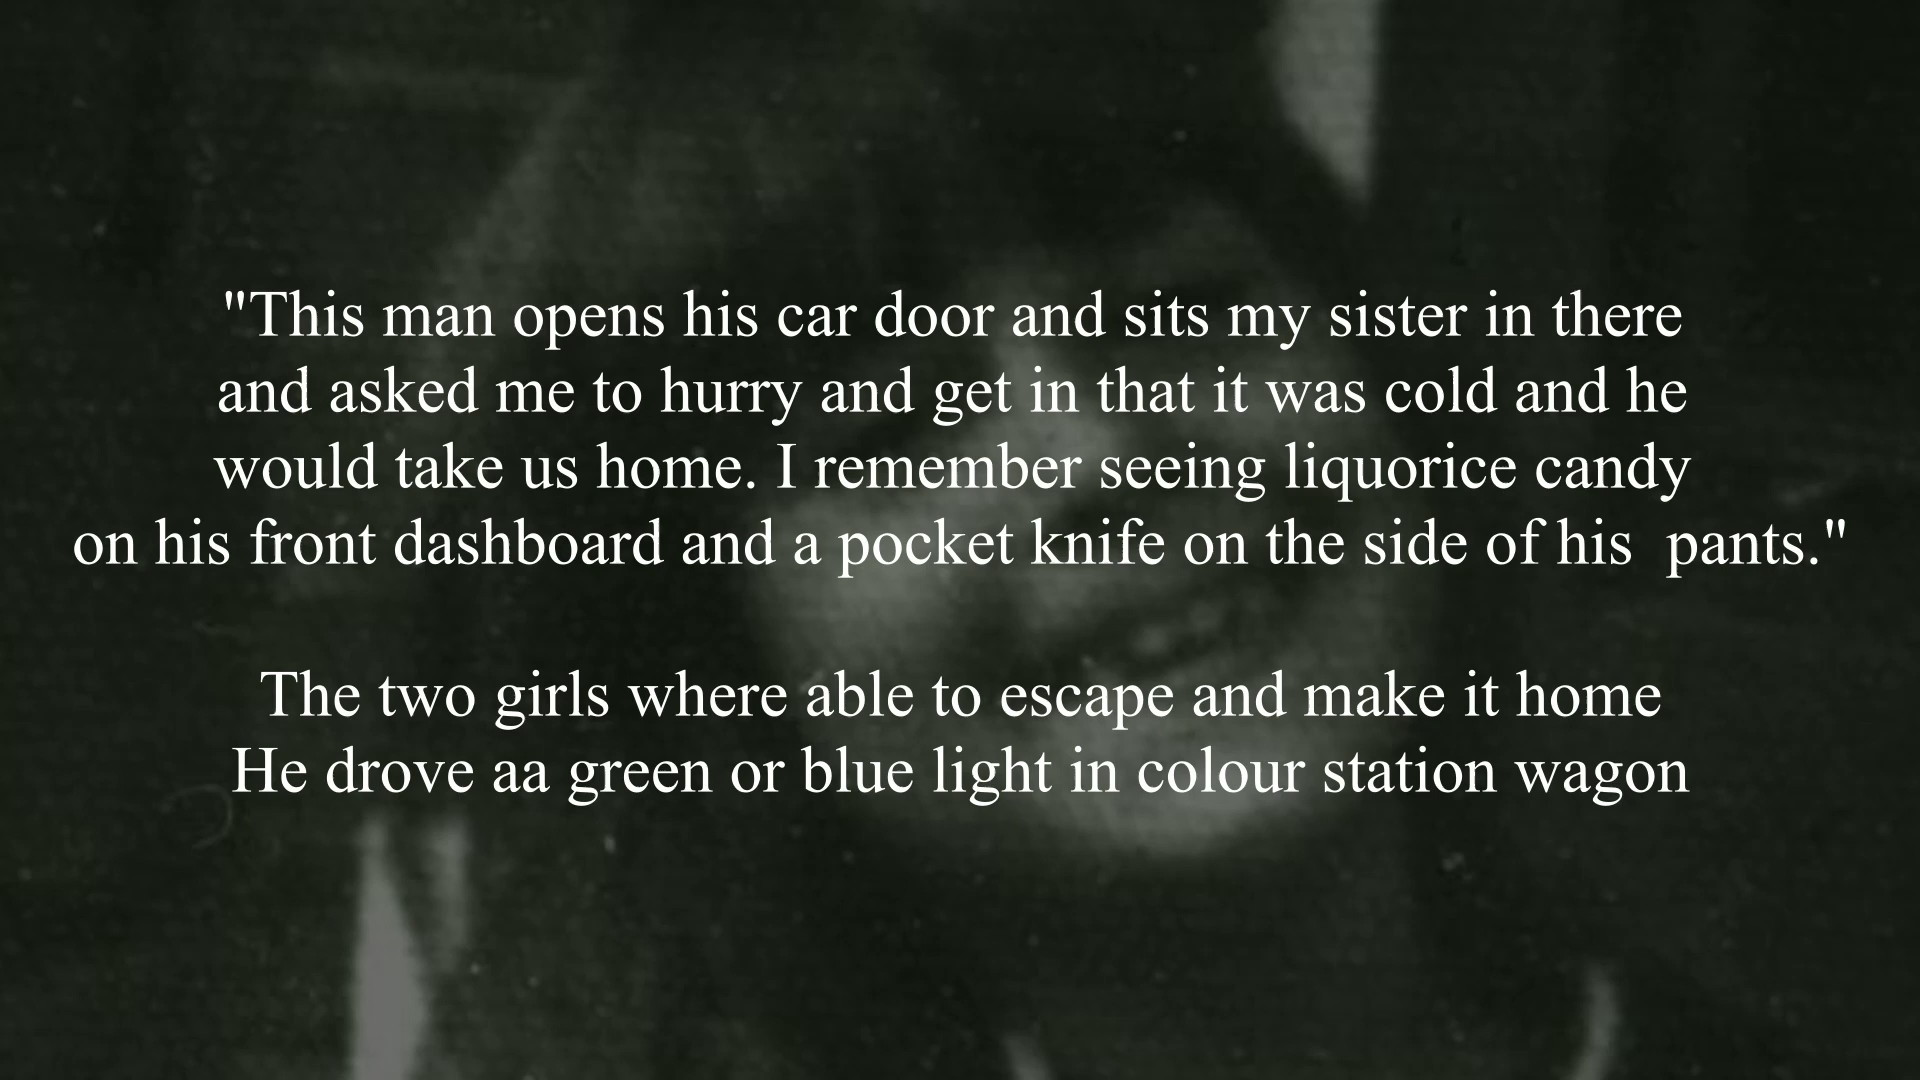 "This man opens his car door and sits my sister in there
and asked me to hurry and get in that it was cold and he
would take us home. I remember seeing liquorice candy
on his front dashboard and a pocket knife on the side of his  pants."
The two girls where able to escape and make it home
He drove aa green or blue light in colour station wagon